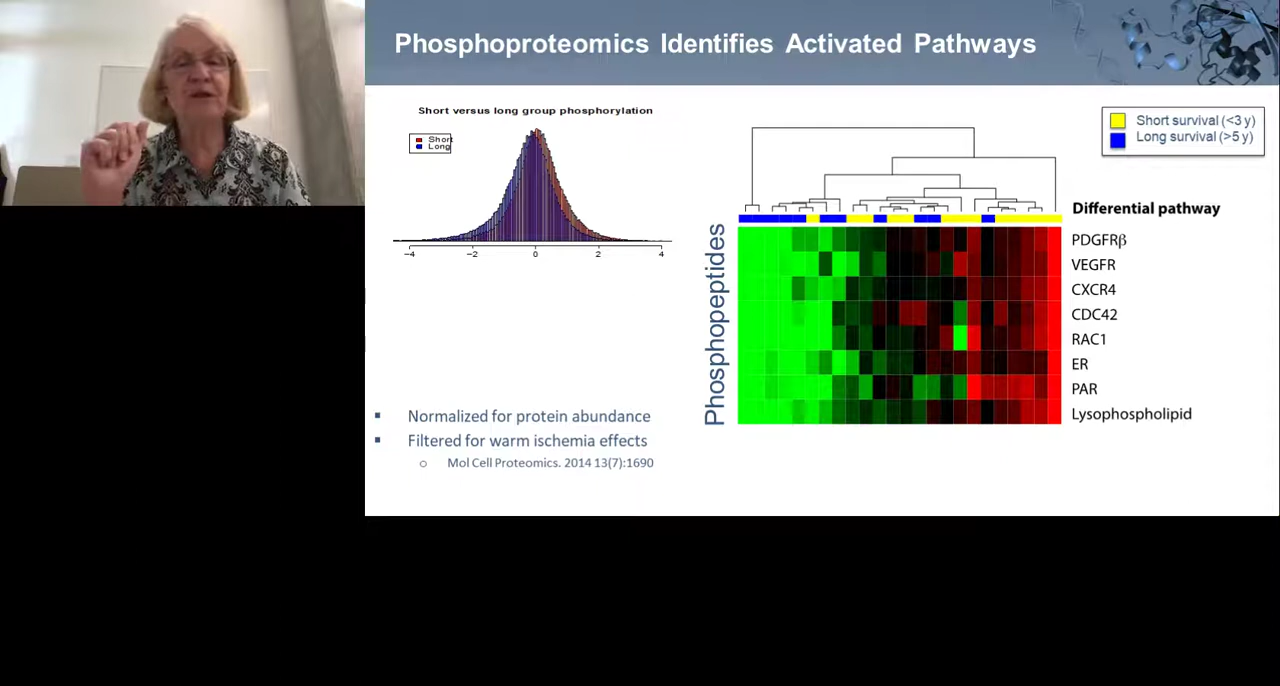 Phosphoproteomics Identifies Activated Pathways
Short versus long group phosphorylation
Short
Long
−4 −2 0 2 4
Normalized for protein abundance
Filtered for warm ischemia effects
Mol Cell Proteomics. 2014 13(7):1690
Short survival (<3 y)
Long survival (>5 y)
Phosphopeptides
Differential pathway
PDGFRβ
VEGFR
CXCR4
CDC42
RAC1
ER
PAR
Lysophospholipid